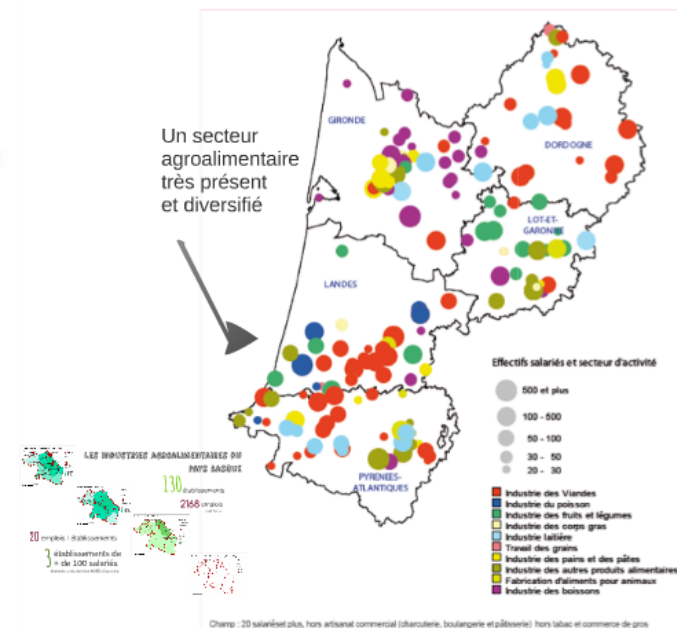 Un secteur
agroalimentaire
très présent
et diversifié
GIRONDE
DORDOGNE
LOT-ET-
GARONNE
LANDES
PYRENEES-
ATLANTIQUES
Effectifs salariés et secteur d'activité
500 et plus
100 - 500
50 - 100
30 - 50
20 - 30
Industrie des Viandes
Industrie du poisson
Industrie des fruits et légumes
Industrie des corps gras
Industrie laitière
Travail des grains
Industrie des pains et des pâtes
Industrie des autres produits alimentaires
Fabrication d'aliments pour animaux
Industrie des boissons
LES INDUSTRIES AGROALIMENTAIRES DU
PAYS BASQUE
130 établissements
2168 emplois
20 emplois / établissements
3 établissements de
+ de 100 salariés
Champ : 20 salariéset plus, hors artisanat commercial (charcuterie, boulangerie et pâtisserie) hors tabac et commerce de gros